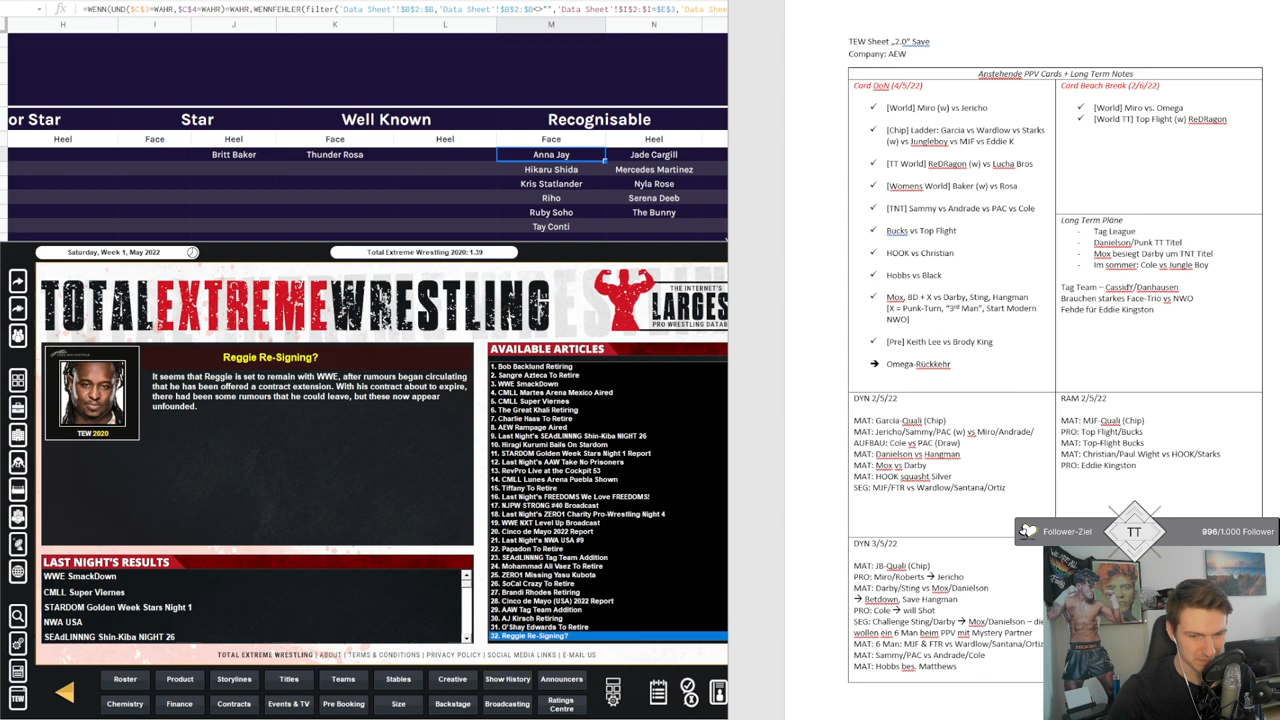 =WENN(UND($C$3=WAHR,$C$4=WAHR)=WAHR,WENNFEHLER(filter('Data Sheet'!$B$2:$B,'Data Sheet'!$B$2:$B<>"",'Data Sheet'!$I$2:$I=$E$3,'Data Shee
H I J K L M N
or Star Star Well Known Recognisable
Heel Face Heel Face Heel Face Heel
Britt Baker Thunder Rosa Anna Jay Jade Cargill
Hikaru Shida Mercedes Martinez
Kris Statlander Nyla Rose
Riho Serena Deeb
Ruby Soho The Bunny
Tay Conti
Saturday, Week 1, May 2022
Total Extreme Wrestling 2020: 1.39
TOTALEXTREMEWRESTLING
THE INTERNET'S
LARGES
PRO WRESTLING DATAB
Reggie Re-Signing?
It seems that Reggie is set to remain with WWE, after rumours began circulating
that he has been offered a contract extension. With his contract about to expire,
there had been some rumours that he could leave, but these now appear
unfounded.
TEW 2020
LAST NIGHT'S RESULTS
WWE SmackDown
CMLL Super Viernes
STARDOM Golden Week Stars Night 1
NWA USA
SEAdLINNNG Shin-Kiba NIGHT 26
AVAILABLE ARTICLES
1. Bob Backlund Retiring
2. Sangre Azteca To Retire
3. WWE SmackDown
4. CMLL Martes Arena Mexico Aired
5. CMLL Super Viernes
6. The Great Khali Retiring
7. Charlie Haas To Retire
8. AEW Rampage Aired
9. Last Night's SEAdLINNNG Shin-Kiba NIGHT 26
10. Hiragi Kurumi Bails On Stardom
11. STARDOM Golden Week Stars Night 1 Report
12. Last Night's AAW Take No Prisoners
13. RevPro Live at the Cockpit 53
14. CMLL Lunes Arena Puebla Shown
15. Tiffany To Retire
16. Last Night's FREEDOMS We Love FREEDOMS!
17. NJPW STRONG #40 Broadcast
18. Last Night's ZERO1 Charity Pro-Wrestling Night 4
19. WWE NXT Level Up Broadcast
20. Cinco de Mayo 2022 Report
21. Last Night's NWA USA #9
22. Papadon To Retire
23. SEAdLINNNG Tag Team Addition
24. Mohammad Ali Vaez To Retire
25. ZERO1 Missing Yasu Kubota
26. SoCal Crazy To Retire
27. Brandi Rhodes Retiring
28. Cinco de Mayo (USA) 2022 Report
29. AAW Tag Team Addition
30. AJ Kirsch Retiring
31. O'Shay Edwards To Retire
32. Reggie Re-Signing?
TOTAL EXTREME WRESTLING | ABOUT | TERMS & CONDITIONS | PRIVACY POLICY | SOCIAL MEDIA LINKS | E-MAIL US
Roster Product Storylines Titles Teams Stables Creative Show History Announcers
Chemistry Finance Contracts Events & TV Pre Booking Size Backstage Broadcasting Ratings Centre
TEW
TEW Sheet „2.0“ Save
Company: AEW
Anstehende PPV Cards + Long Term Notes
Card DoN (4/5/22)
[World] Miro (w) vs Jericho
[Chip] Ladder: Garcia vs Wardlow vs Starks
(w) vs Jungleboy vs MJF vs Eddie K
[TT World] ReDRagon (w) vs Lucha Bros
[Womens World] Baker (w) vs Rosa
[TNT] Sammy vs Andrade vs PAC vs Cole
Bucks vs Top Flight
HOOK vs Christian
Hobbs vs Black
Mox, BD + X vs Darby, Sting, Hangman
[X = Punk-Turn, “3rd Man”, Start Modern
NWO]
[Pre] Keith Lee vs Brody King
Omega-Rückkehr
Card Beach Break (2/6/22)
[World] Miro vs. Omega
[World TT] Top Flight (w) ReDRagon
Long Term Pläne
- Tag League
- Danielson/Punk TT Titel
- Mox besiegt Darby um TNT Titel
- Im sommer: Cole vs Jungle Boy
Tag Team – CassidY/Danhausen
Brauchen starkes Face-Trio vs NWO
Fehde für Eddie Kingston
DYN 2/5/22
MAT: Garcia-Quali (Chip)
MAT: Jericho/Sammy/PAC (w) vs Miro/Andrade/
AUFBAU: Cole vs PAC (Draw)
MAT: Danielson vs Hangman
MAT: Mox vs Darby
MAT: HOOK squasht Silver
SEG: MJF/FTR vs Wardlow/Santana/Ortiz
RAM 2/5/22
MAT: MJF-Quali (Chip)
PRO: Top Flight/Bucks
MAT: Top-Flight Bucks
MAT: Christian/Paul Wight vs HOOK/Starks
PRO: Eddie Kingston
DYN 3/5/22
MAT: JB-Quali (Chip)
PRO: Miro/Roberts → Jericho
MAT: Darby/Sting vs Mox/Danielson
→ Betdown, Save Hangman
PRO: Cole → will Shot
SEG: Challenge Sting/Darby → Mox/Danielson – die
wollen ein 6 Man beim PPV mit Mystery Partner
MAT: 6 Man: MJF & FTR vs Wardlow/Santana/Ortiz
MAT: Sammy/PAC vs Andrade/Cole
MAT: Hobbs bes. Matthews
Follower-Ziel
TT
996/1.000 Follower